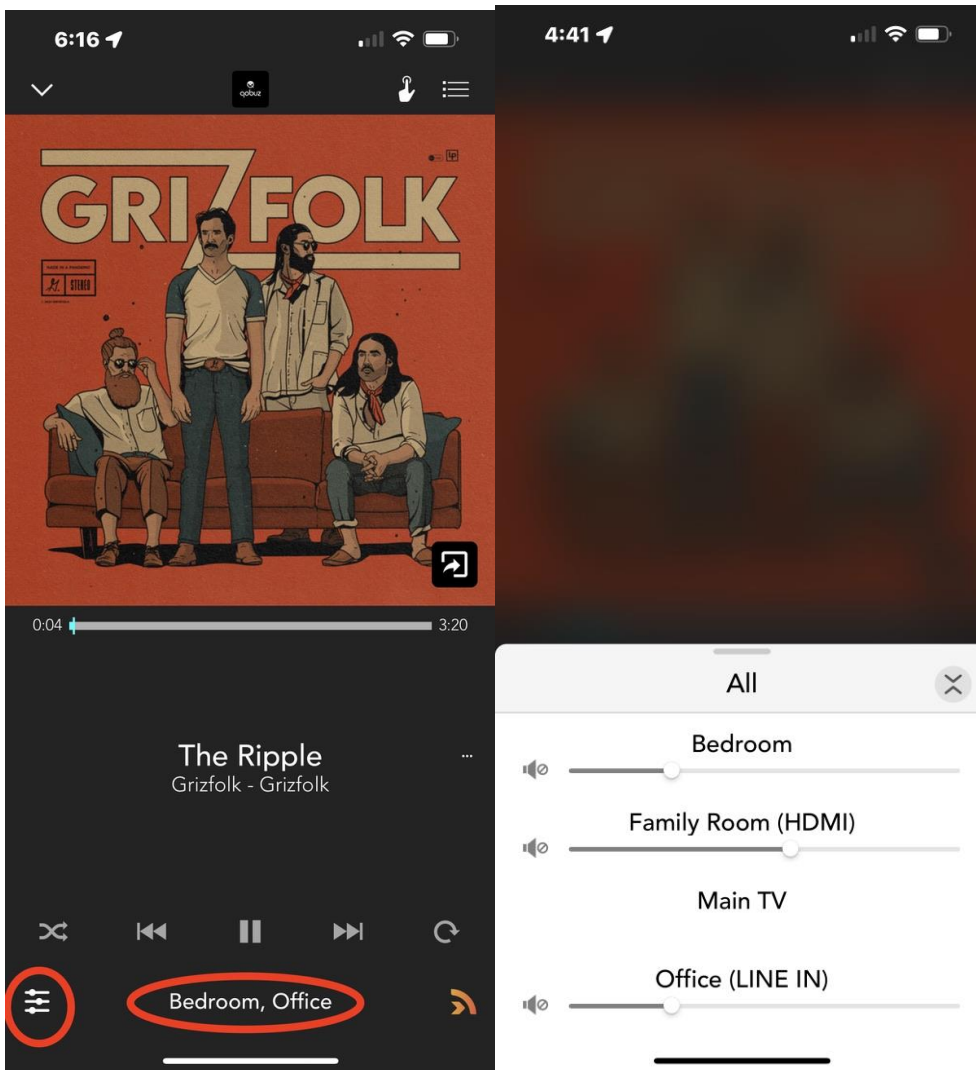 6:16
qobuz
GRIZFOLK
LP
STEREO
0:04
3:20
The Ripple
...
Grizfolk - Grizfolk
Bedroom, Office
4:41
All
Bedroom
Family Room (HDMI)
Main TV
Office (LINE IN)